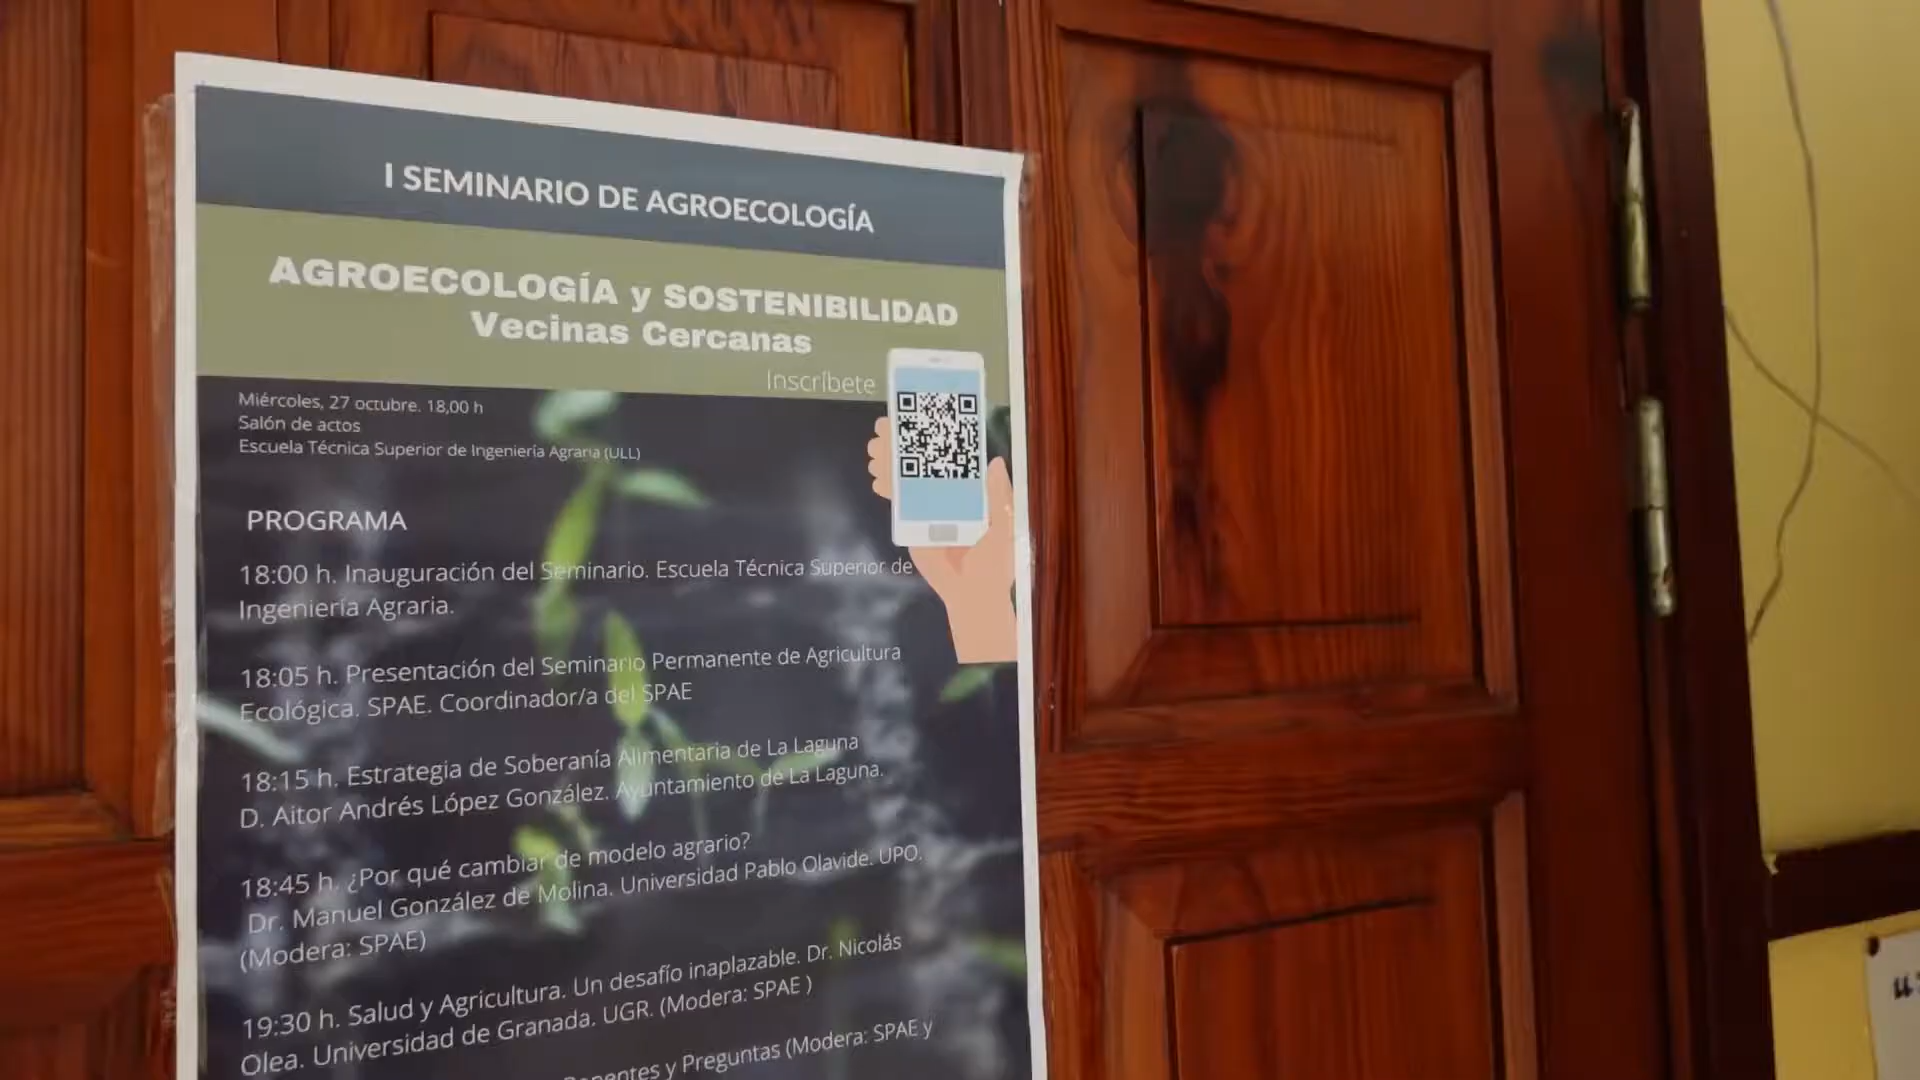 I SEMINARIO DE AGROECOLOGÍA
AGROECOLOGÍA y SOSTENIBILIDAD
Vecinas Cercanas
Inscríbete
Miércoles, 27 octubre. 18,00 h
Salón de actos
Escuela Técnica Superior de Ingeniería Agraria (ULL)
PROGRAMA
18:00 h. Inauguración del Seminario. Escuela Técnica Superior de
Ingeniería Agraria.
18:05 h. Presentación del Seminario Permanente de Agricultura
Ecológica. SPAE. Coordinador/a del SPAE
18:15 h. Estrategia de Soberanía Alimentaria de La Laguna
D. Aitor Andrés López González. Ayuntamiento de La Laguna.
18:45 h. ¿Por qué cambiar de modelo agrario?
Dr. Manuel González de Molina. Universidad Pablo Olavide. UPO.
(Modera: SPAE)
19:30 h. Salud y Agricultura. Un desafío inaplazable. Dr. Nicolás
Olea. Universidad de Granada. UGR. (Modera: SPAE )
y Preguntas (Modera: SPAE y